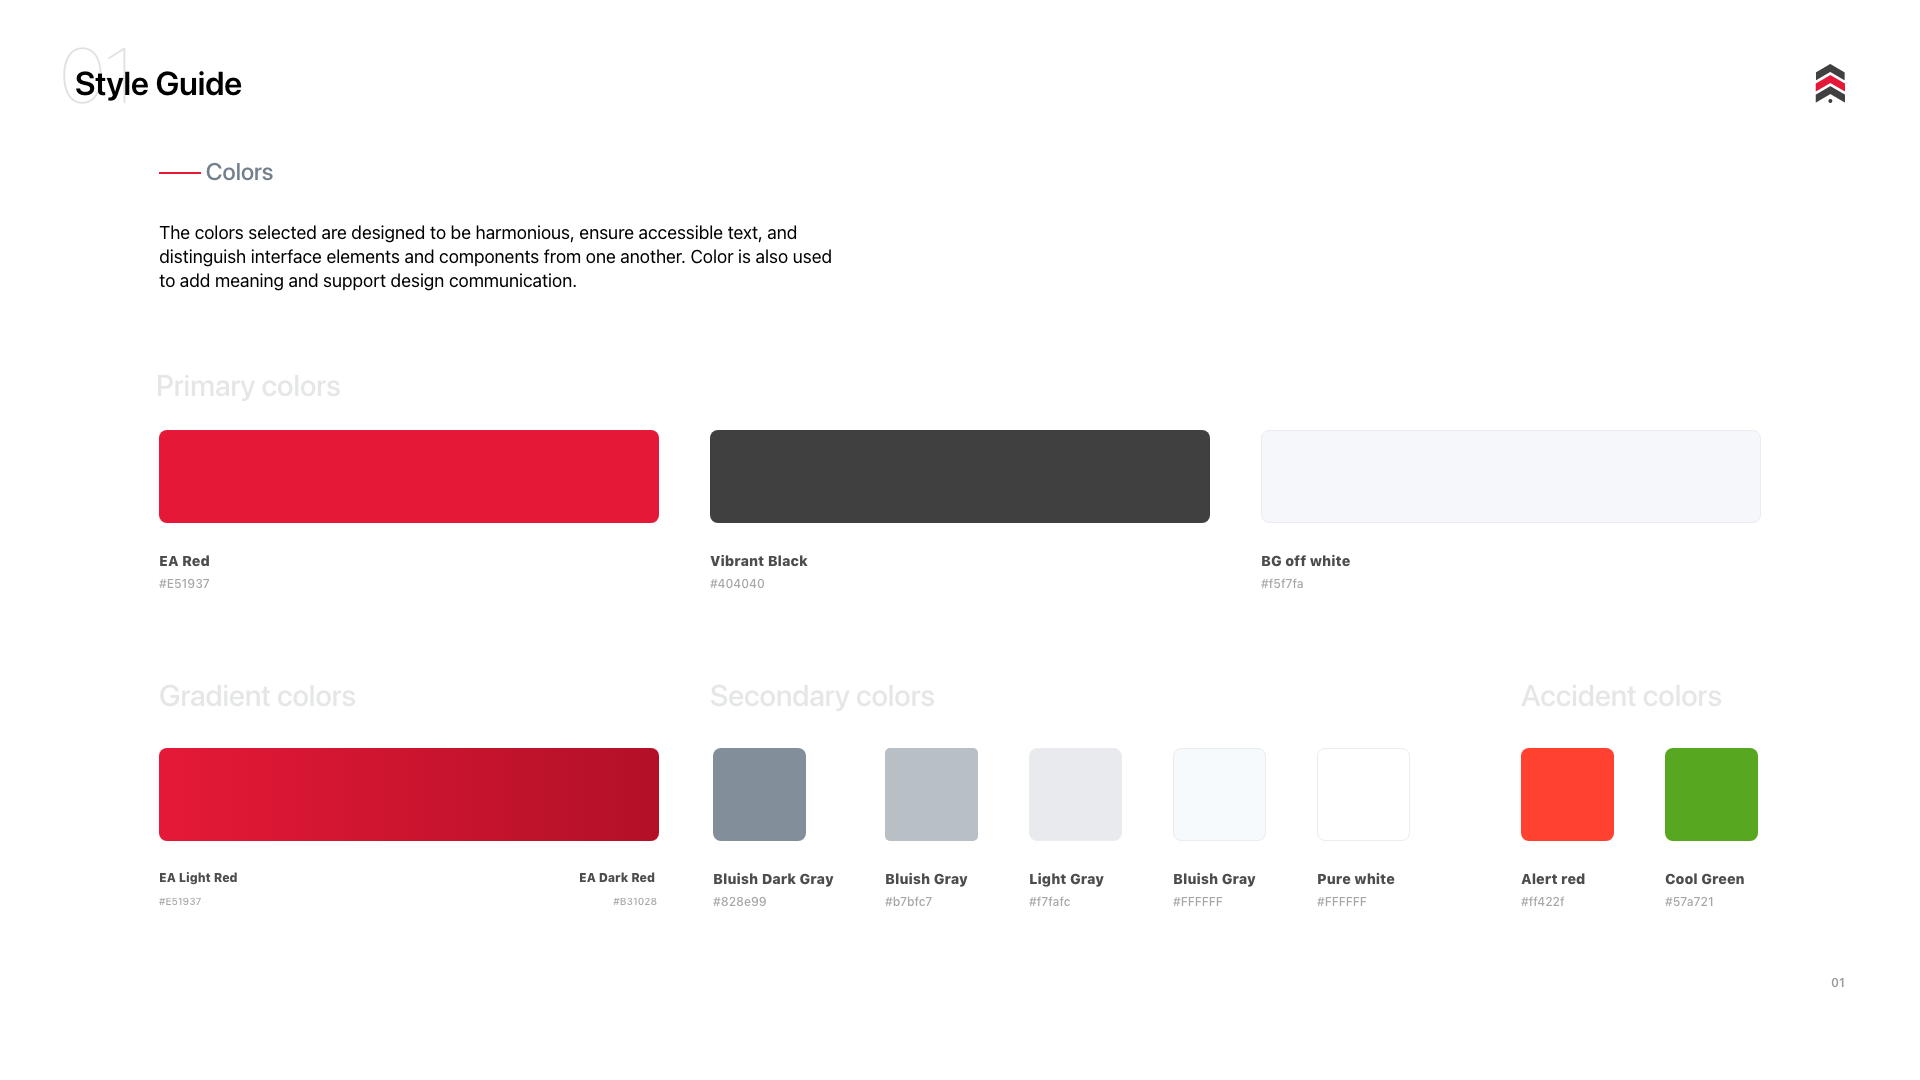 01
Style Guide
Colors
The colors selected are designed to be harmonious, ensure accessible text, and
distinguish interface elements and components from one another. Color is also used
to add meaning and support design communication.
Primary colors
EA Red
#E51937
Vibrant Black
#404040
BG off white
#f5f7fa
Gradient colors
EA Light Red
#E51937
EA Dark Red
#B31028
Secondary colors
Bluish Dark Gray
#828e99
Bluish Gray
#b7bfc7
Light Gray
#f7fafc
Bluish Gray
#FFFFFF
Pure white
#FFFFFF
Accident colors
Alert red
#ff422f
Cool Green
#57a721
01